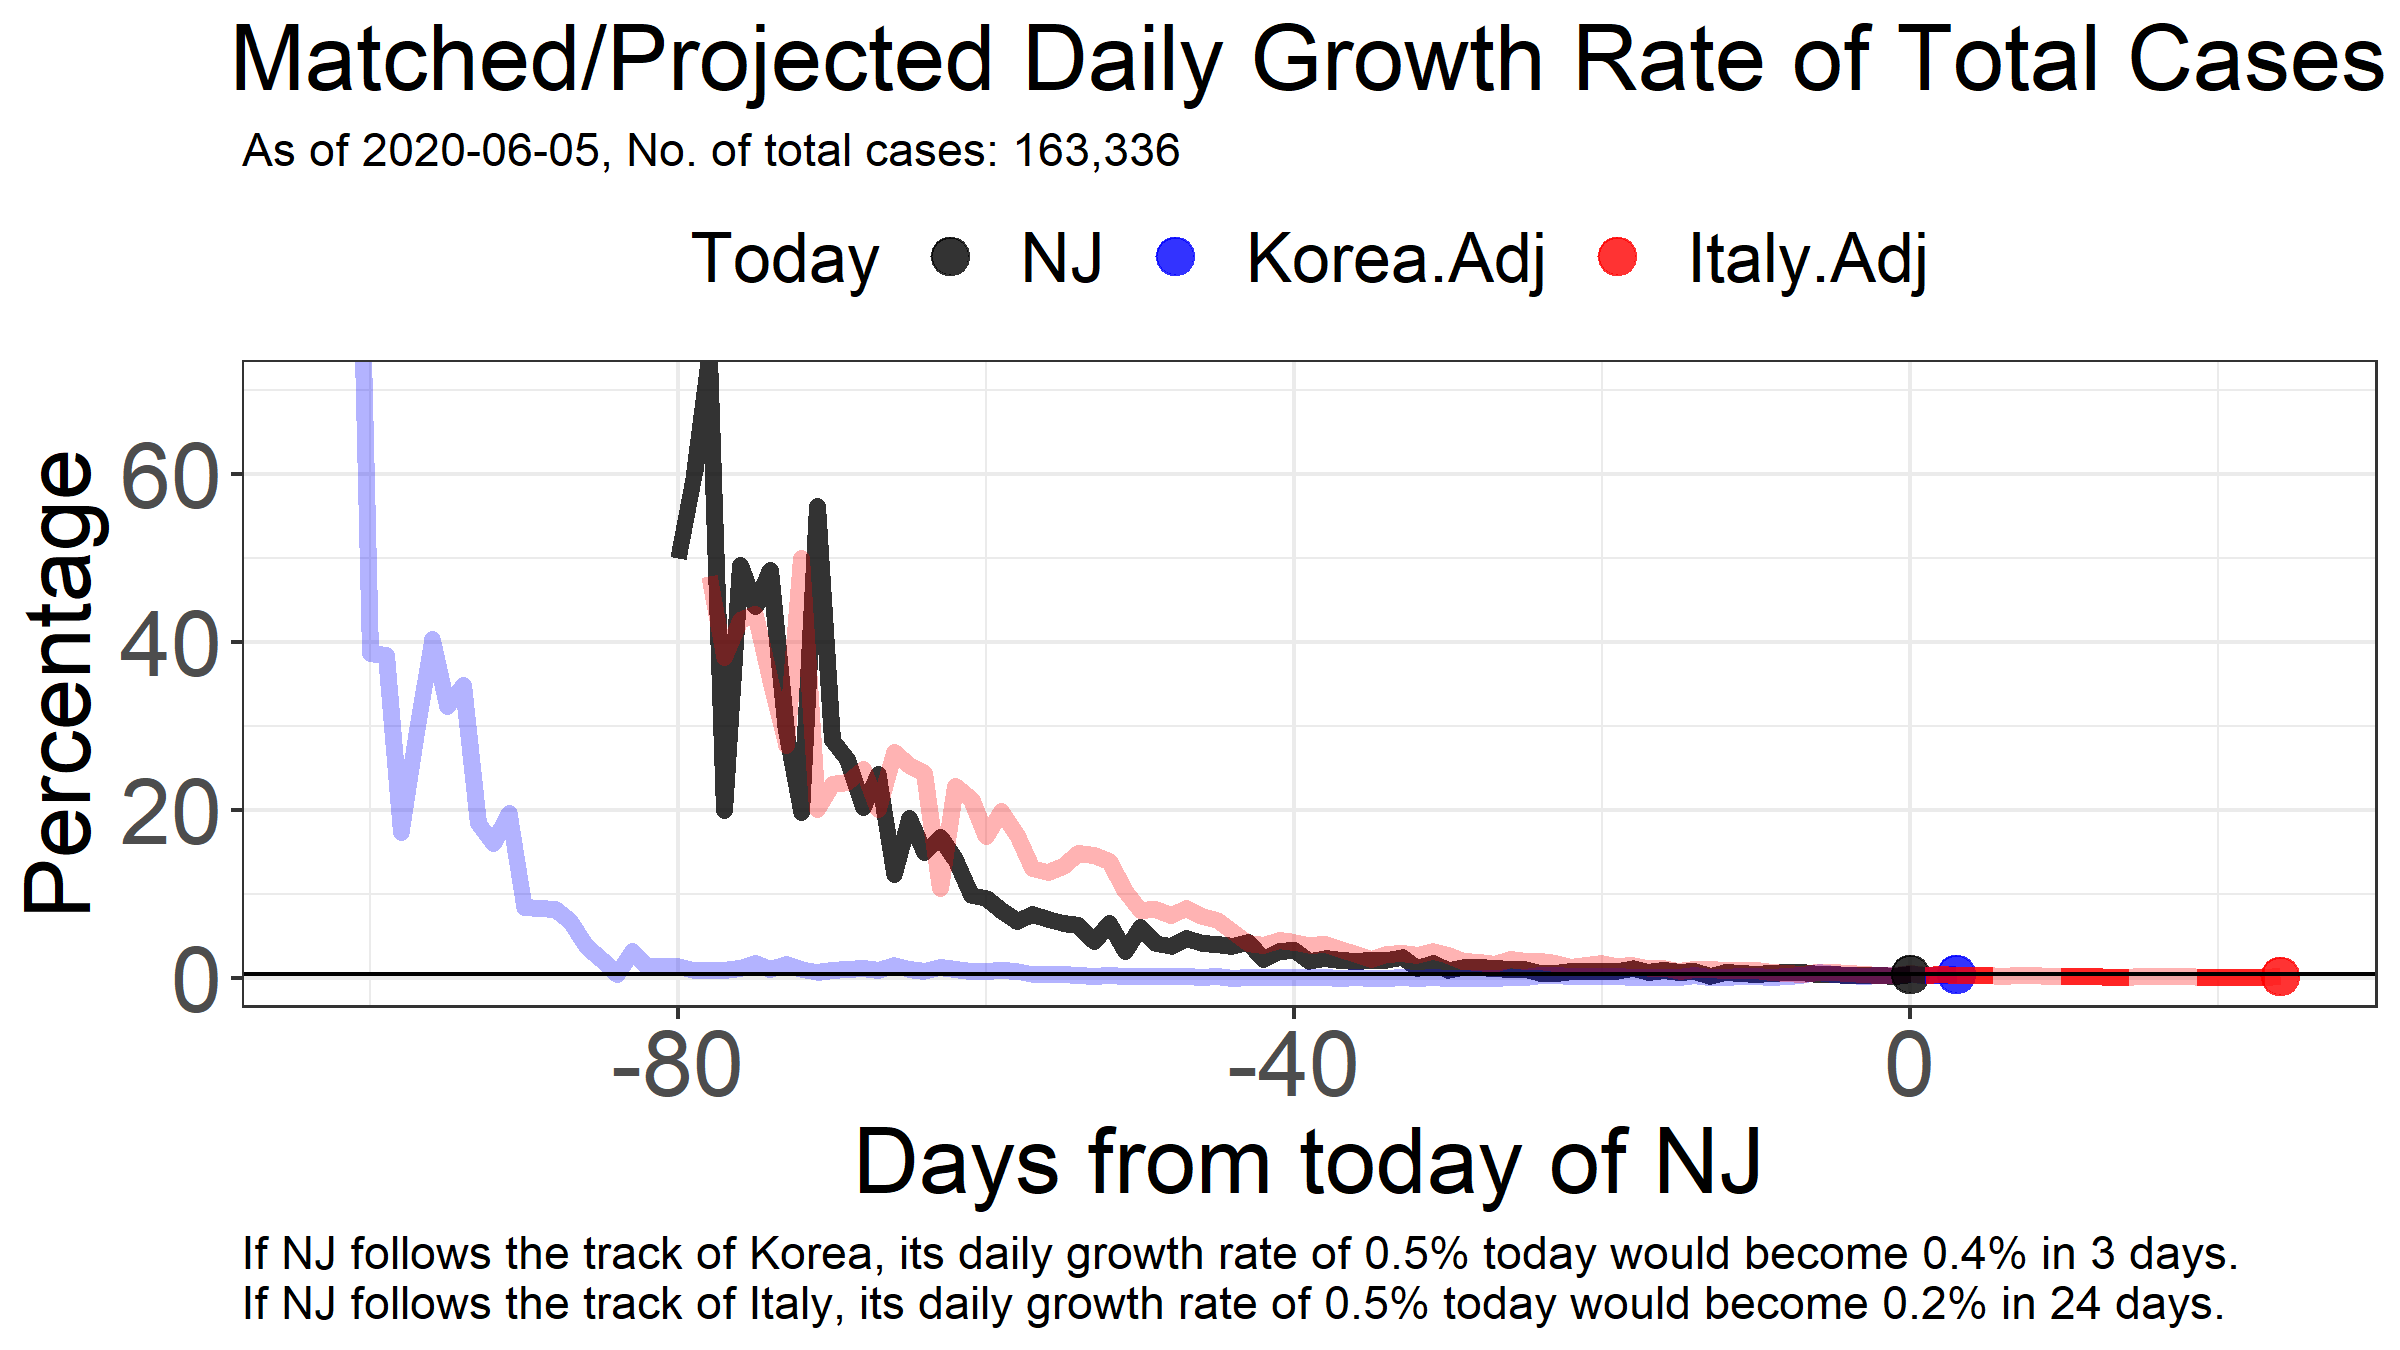 Matched/Projected Daily Growth Rate of Total Cases
As of 2020-06-05, No. of total cases: 163,336
Today NJ Korea.Adj Italy.Adj
Percentage
60
40
20
0
-80 -40 0
Days from today of NJ
If NJ follows the track of Korea, its daily growth rate of 0.5% today would become 0.4% in 3 days.
If NJ follows the track of Italy, its daily growth rate of 0.5% today would become 0.2% in 24 days.